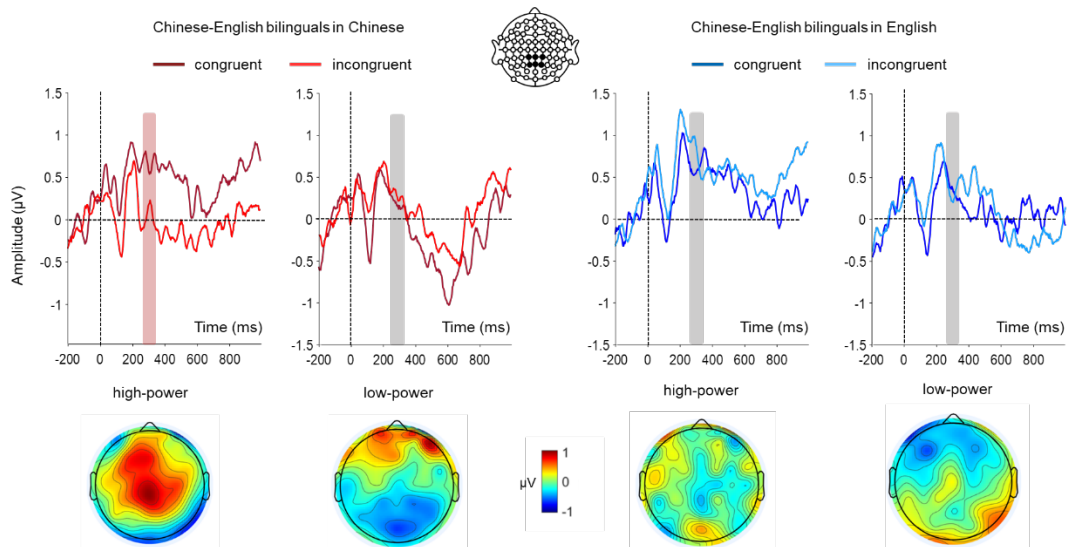 Chinese-English bilinguals in Chinese
Chinese-English bilinguals in English
congruent
incongruent
congruent
incongruent
Amplitude (µV)
1.5
1
0.5
0
-0.5
-1
-1.5
Time (ms)
-200 0 200 400 600 800
high-power
1.5
1
0.5
0
-0.5
-1
-1.5
Time (ms)
-200 0 200 400 600 800
low-power
1.5
1
0.5
0
-0.5
-1
-1.5
Time (ms)
-200 0 200 400 600 800
high-power
1.5
1
0.5
0
-0.5
-1
-1.5
Time (ms)
-200 0 200 400 600 800
low-power
µV
1
0
-1